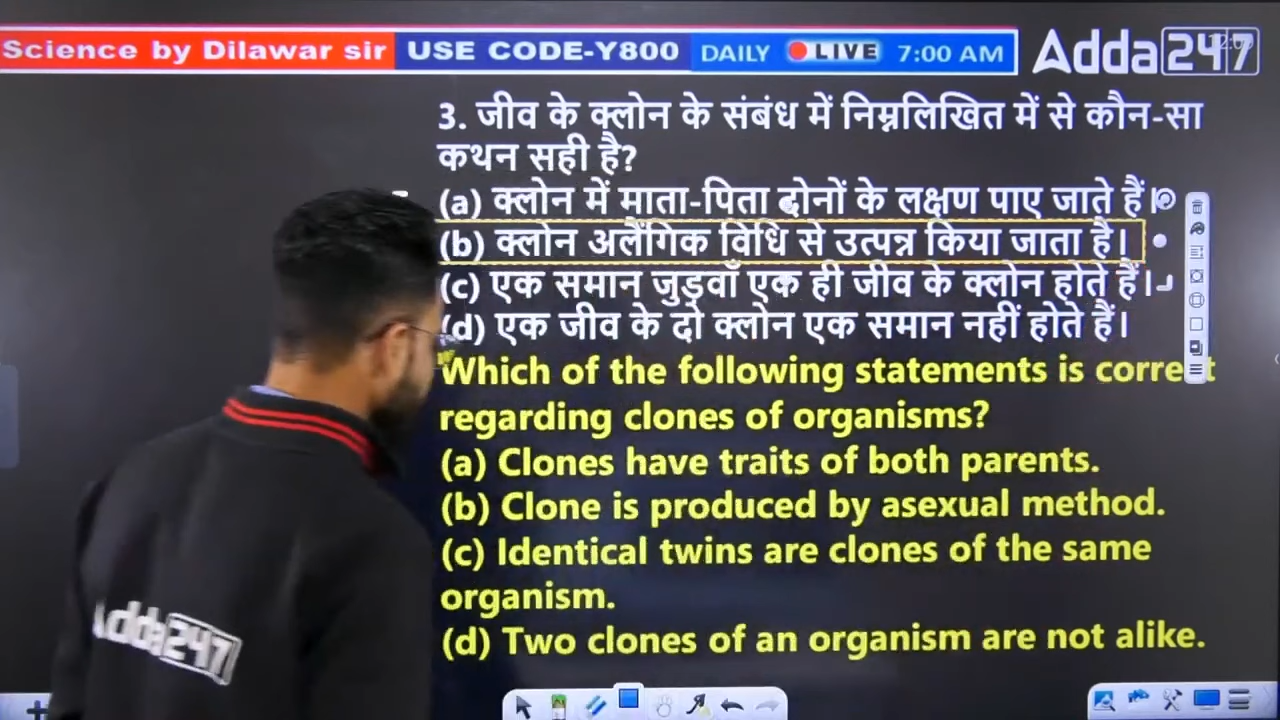 Science by Dilawar sir USE CODE-Y800 DAILY LIVE 7:00 AM Adda247
3. जीव के क्लोन के संबंध में निम्नलिखित में से कौन-सा
कथन सही है?
(a) क्लोन में माता-पिता दोनों के लक्षण पाए जाते हैं।
(b) क्लोन अलैंगिक विधि से उत्पन्न किया जाता है।
(c) एक समान जुड़वाँ एक ही जीव के क्लोन होते हैं।
(d) एक जीव के दो क्लोन एक समान नहीं होते हैं।
Which of the following statements is correct
regarding clones of organisms?
(a) Clones have traits of both parents.
(b) Clone is produced by asexual method.
(c) Identical twins are clones of the same
organism.
(d) Two clones of an organism are not alike.
Adda247